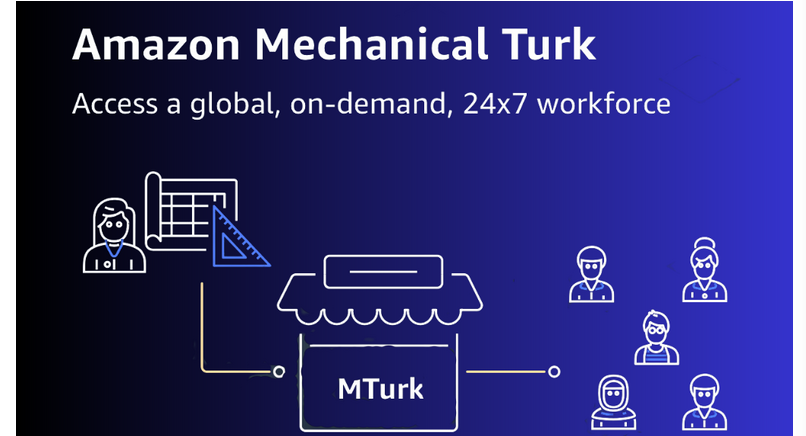 Amazon Mechanical Turk
Access a global, on-demand, 24x7 workforce
MTurk